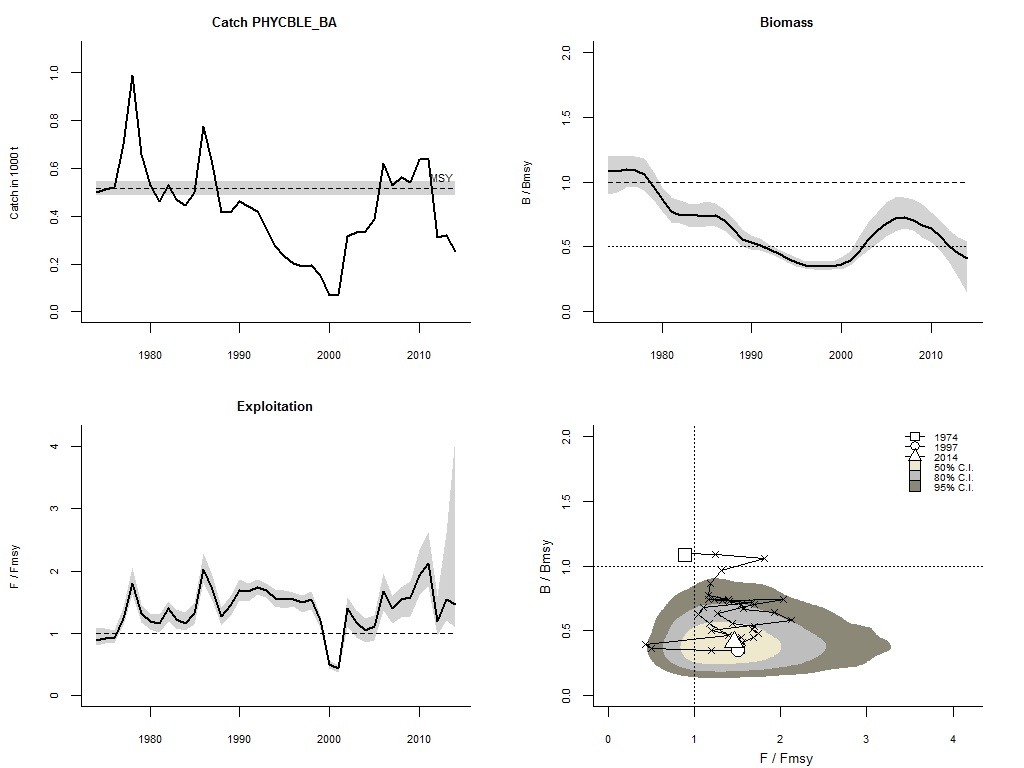 Catch PHYCBLE_BA
Catch in 1000 t
0.0 0.2 0.4 0.6 0.8 1.0
MSY
1980 1990 2000 2010
Biomass
B / Bmsy
0.0 0.5 1.0 1.5 2.0
1980 1990 2000 2010
Exploitation
F / Fmsy
0 1 2 3 4
1980 1990 2000 2010
B / Bmsy
0.0 0.5 1.0 1.5 2.0
1974
1997
2014
50% C.I.
80% C.I.
95% C.I.
0 1 2 3 4
F / Fmsy